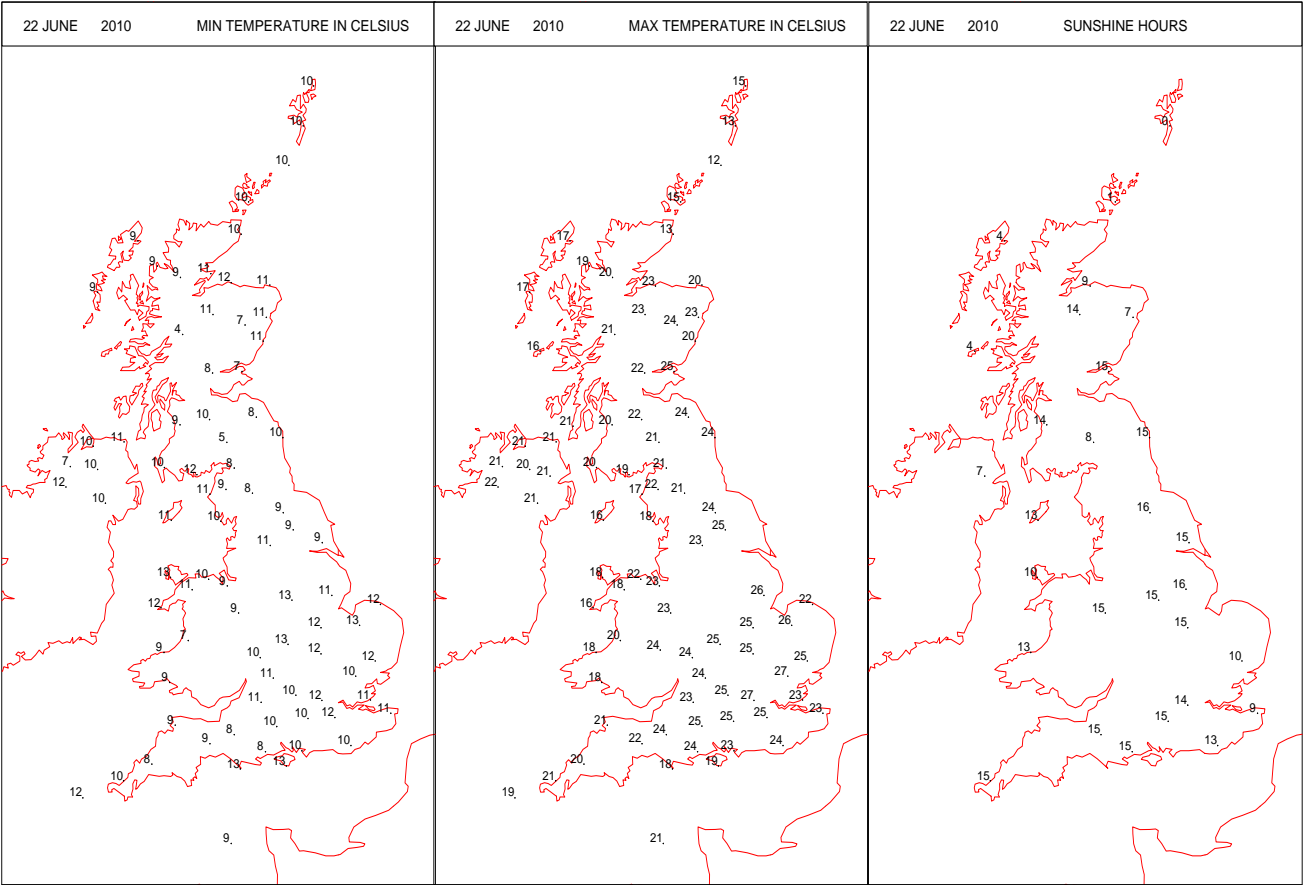 22 JUNE 2010 MIN TEMPERATURE IN CELSIUS
10.
10.
10.
10.
10.
9.
9. 11.
9. 12. 11.
9.
11. 11.
7.
4. 11.
8. 7.
10. 8.
9.
10. 11. 5. 10.
7. 10. 10. 12. 8.
12. 11. 9. 8.
10.
11. 10. 9.
9.
11. 9.
13. 10.
11. 9. 11.
12. 13. 12.
9.
12. 13.
7. 13.
9. 10. 12. 12.
9. 11. 10.
11. 10. 12. 11.
9. 10. 10. 12. 11.
8.
9. 8. 10. 10.
8. 13. 13.
10.
12.
9.
22 JUNE 2010 MAX TEMPERATURE IN CELSIUS
15.
13.
12.
15.
13.
17.
19.
20. 23. 20.
17.
23. 23.
24.
21. 20.
16.
22. 25.
22. 24.
21. 20.
21. 21. 21. 24.
21. 20. 21. 20. 19. 21.
22. 17. 22. 21.
21.
16. 18. 24.
25.
23.
18. 22.
18. 23. 26.
16. 23. 22.
25. 26.
20. 25.
18. 24. 24. 25. 25.
18. 24. 27.
23. 25. 27. 23.
21. 25. 25. 25. 23.
24.
22. 24. 23. 24.
20. 18. 19.
21.
19.
21.
22 JUNE 2010 SUNSHINE HOURS
0.
1.
4.
9.
14. 7.
4.
15.
14.
8. 15.
7.
16.
13.
15.
10.
16.
15. 15.
15.
13. 10.
14.
15. 9.
15. 15. 13.
15.